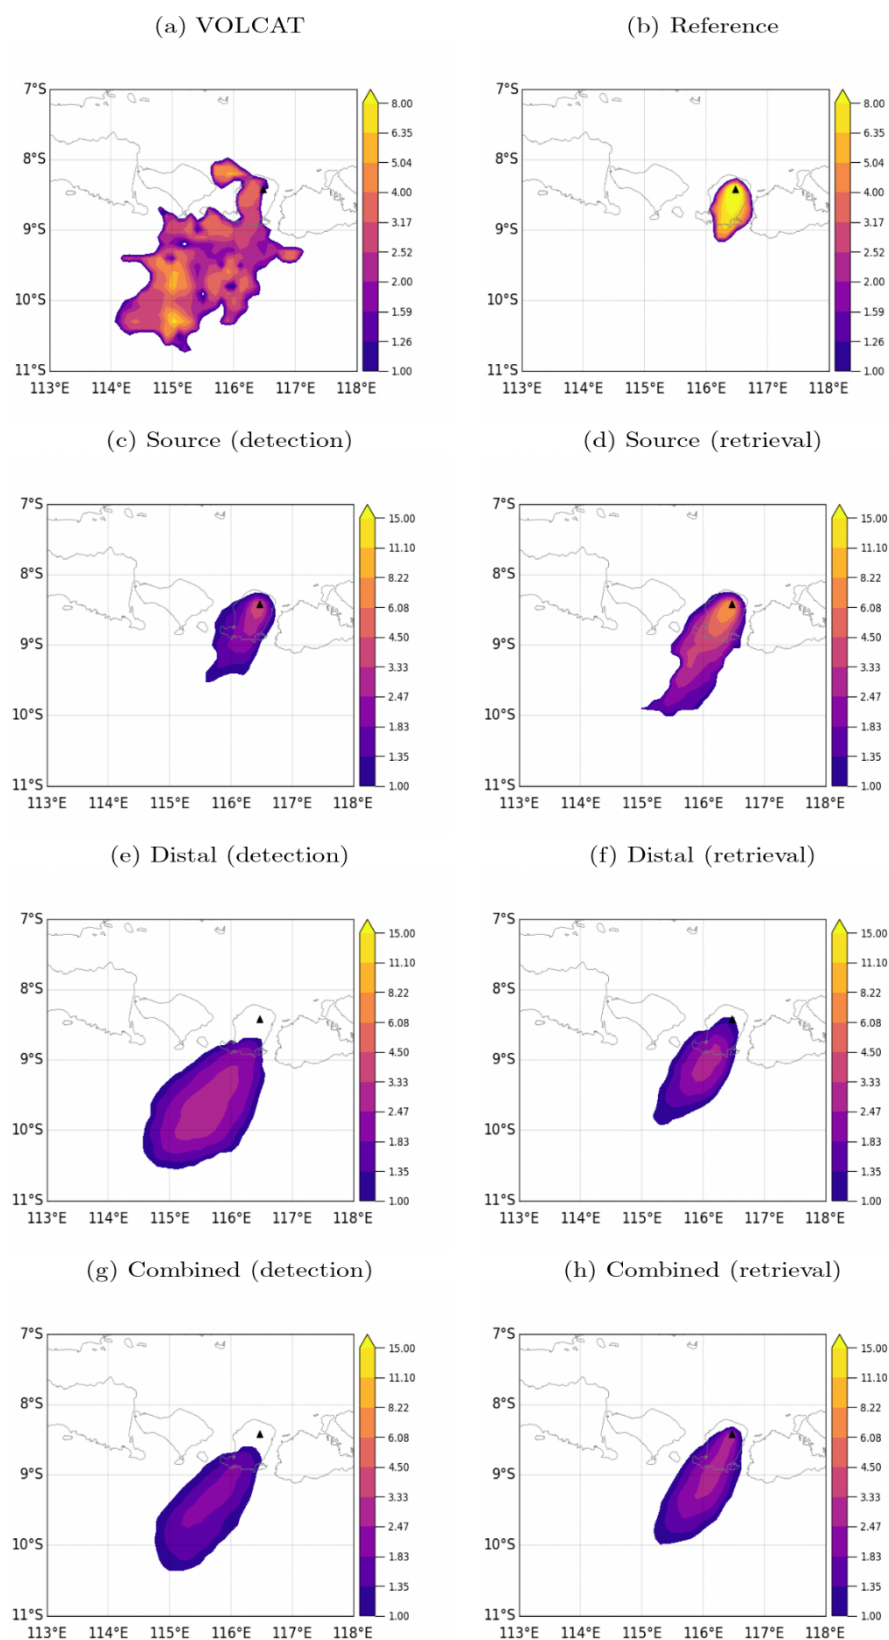 (a) VOLCAT
(b) Reference
7°S
8°S
9°S
10°S
11°S
113°E 114°E 115°E 116°E 117°E 118°E
8.00
6.35
5.04
4.00
3.17
2.52
2.00
1.59
1.26
1.00
7°S
8°S
9°S
10°S
11°S
113°E 114°E 115°E 116°E 117°E 118°E
8.00
6.35
5.04
4.00
3.17
2.52
2.00
1.59
1.26
1.00
(c) Source (detection)
(d) Source (retrieval)
7°S
8°S
9°S
10°S
11°S
113°E 114°E 115°E 116°E 117°E 118°E
15.00
11.10
8.22
6.08
4.50
3.33
2.47
1.83
1.35
1.00
7°S
8°S
9°S
10°S
11°S
113°E 114°E 115°E 116°E 117°E 118°E
15.00
11.10
8.22
6.08
4.50
3.33
2.47
1.83
1.35
1.00
(e) Distal (detection)
(f) Distal (retrieval)
7°S
8°S
9°S
10°S
11°S
113°E 114°E 115°E 116°E 117°E 118°E
15.00
11.10
8.22
6.08
4.50
3.33
2.47
1.83
1.35
1.00
7°S
8°S
9°S
10°S
11°S
113°E 114°E 115°E 116°E 117°E 118°E
15.00
11.10
8.22
6.08
4.50
3.33
2.47
1.83
1.35
1.00
(g) Combined (detection)
(h) Combined (retrieval)
7°S
8°S
9°S
10°S
11°S
113°E 114°E 115°E 116°E 117°E 118°E
15.00
11.10
8.22
6.08
4.50
3.33
2.47
1.83
1.35
1.00
7°S
8°S
9°S
10°S
11°S
113°E 114°E 115°E 116°E 117°E 118°E
15.00
11.10
8.22
6.08
4.50
3.33
2.47
1.83
1.35
1.00